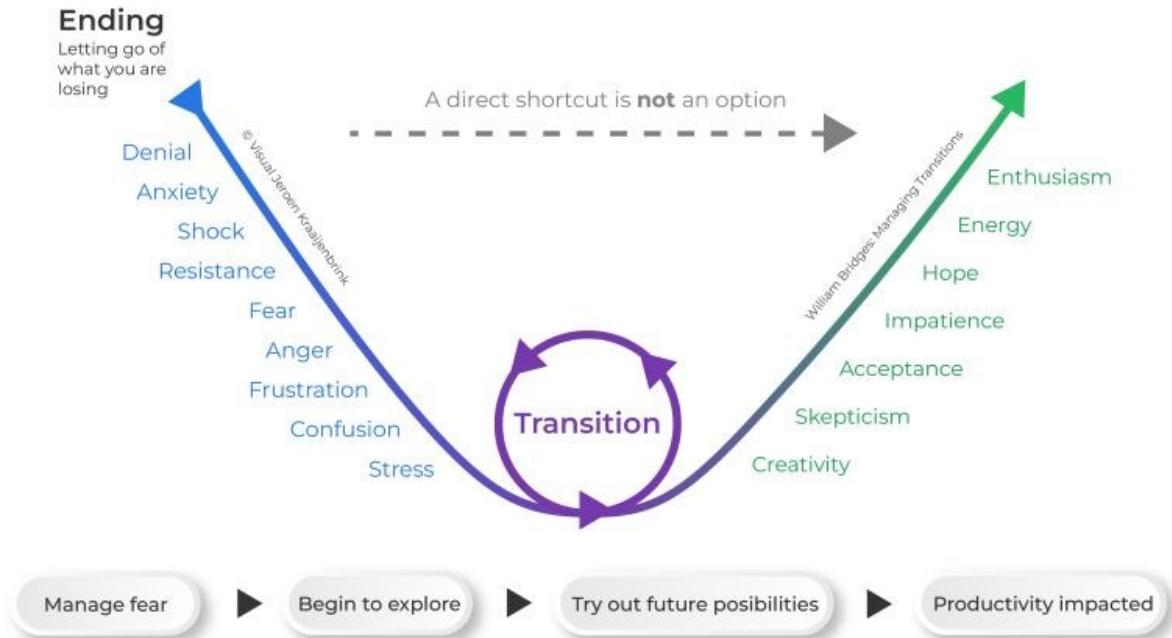 Ending
Letting go of
what you are
losing
A direct shortcut is not an option
© Visual Jeroen Kraaijenbrink
William Bridges: Managing Transitions
Denial
Anxiety
Shock
Resistance
Fear
Anger
Frustration
Confusion
Stress
Transition
Enthusiasm
Energy
Hope
Impatience
Acceptance
Skepticism
Creativity
Manage fear
Begin to explore
Try out future posibilities
Productivity impacted